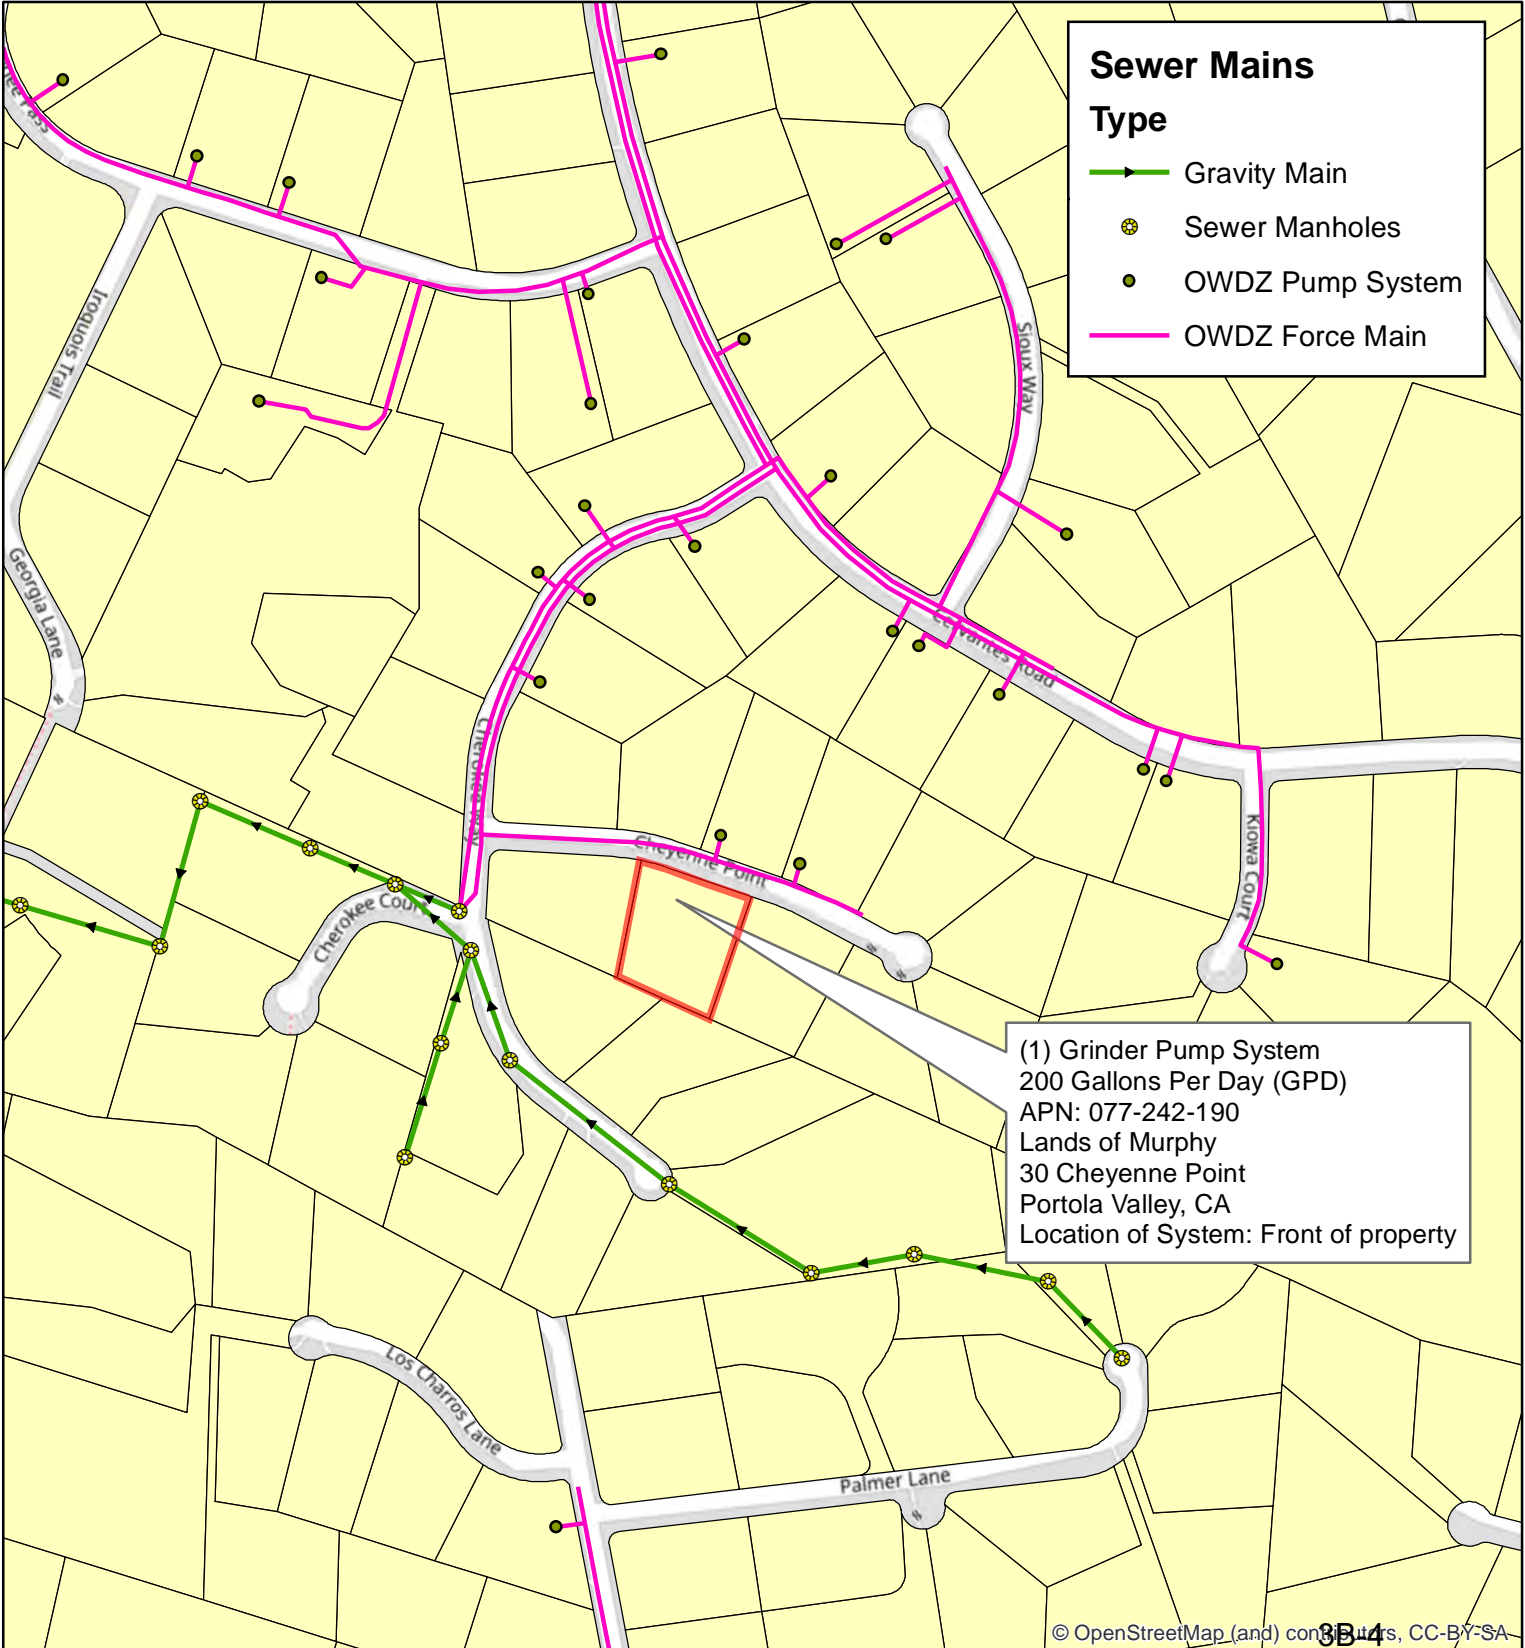 Sewer Mains
Type
Gravity Main
Sewer Manholes
OWDZ Pump System
OWDZ Force Main
Pass
Iroquois Trail
Sioux Way
Georgia Lane
Cervantes Road
Cherokee Way
Cheyenne Point
Kiowa Court
Cherokee Court
(1) Grinder Pump System
200 Gallons Per Day (GPD)
APN: 077-242-190
Lands of Murphy
30 Cheyenne Point
Portola Valley, CA
Location of System: Front of property
Los Charros Lane
Palmer Lane
© OpenStreetMap (and) contributors, CC-BY-SA
3B-4